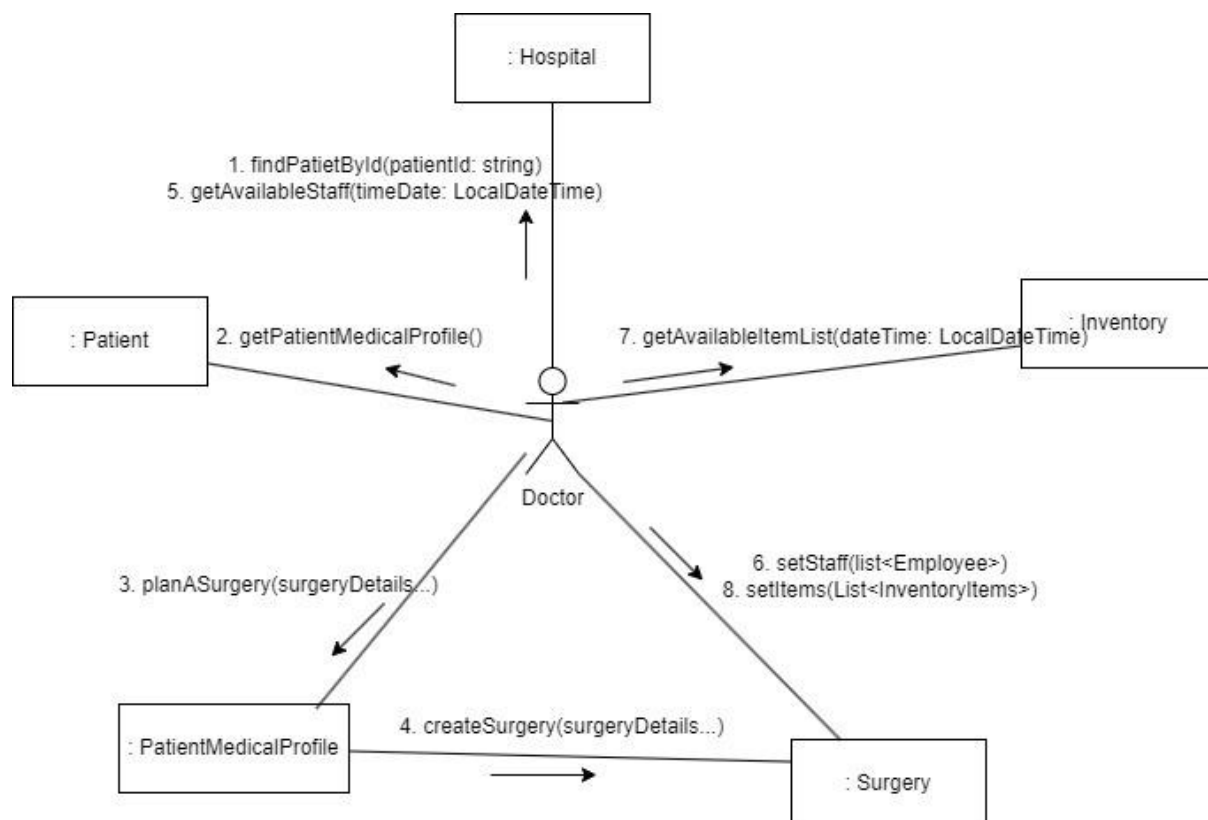 : Hospital
1. findPatietById(patientId: string)
5. getAvailableStaff(timeDate: LocalDateTime)
: Patient
2. getPatientMedicalProfile()
7. getAvailableItemList(dateTime: LocalDateTime)
: Inventory
Doctor
3. planASurgery(surgeryDetails...)
6. setStaff(list<Employee>)
8. setItems(List<InventoryItems>)
: PatientMedicalProfile
4. createSurgery(surgeryDetails...)
: Surgery